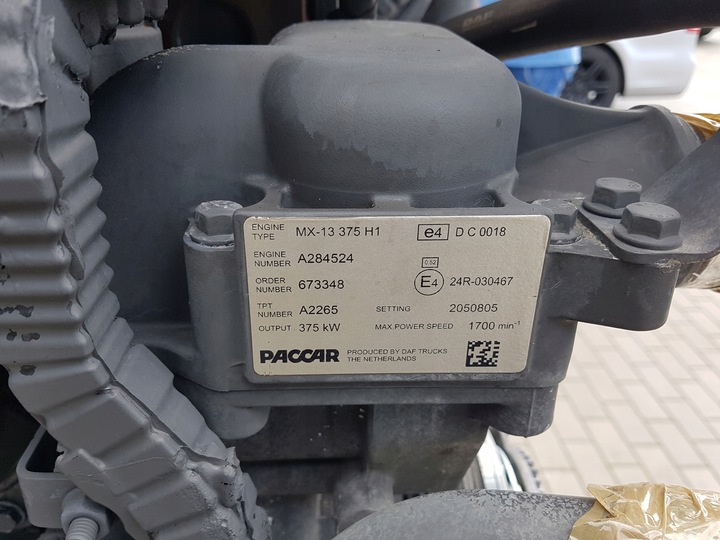 DAF
ENGINE TYPE MX-13 375 H1 e4 D C 0018
ENGINE NUMBER A284524 0.52
ORDER NUMBER 673348 E4 24R-030467
TPT NUMBER A2265 SETTING 2050805
OUTPUT 375 kW MAX.POWER SPEED 1700 min⁻¹
PACCAR PRODUCED BY DAF TRUCKS
THE NETHERLANDS